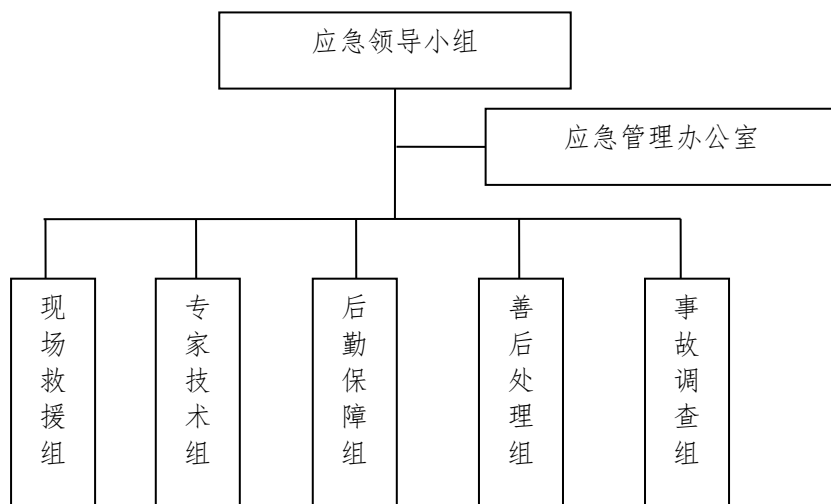 应急领导小组
应急管理办公室
现场救援组
专家技术组
后勤保障组
善后处理组
事故调查组